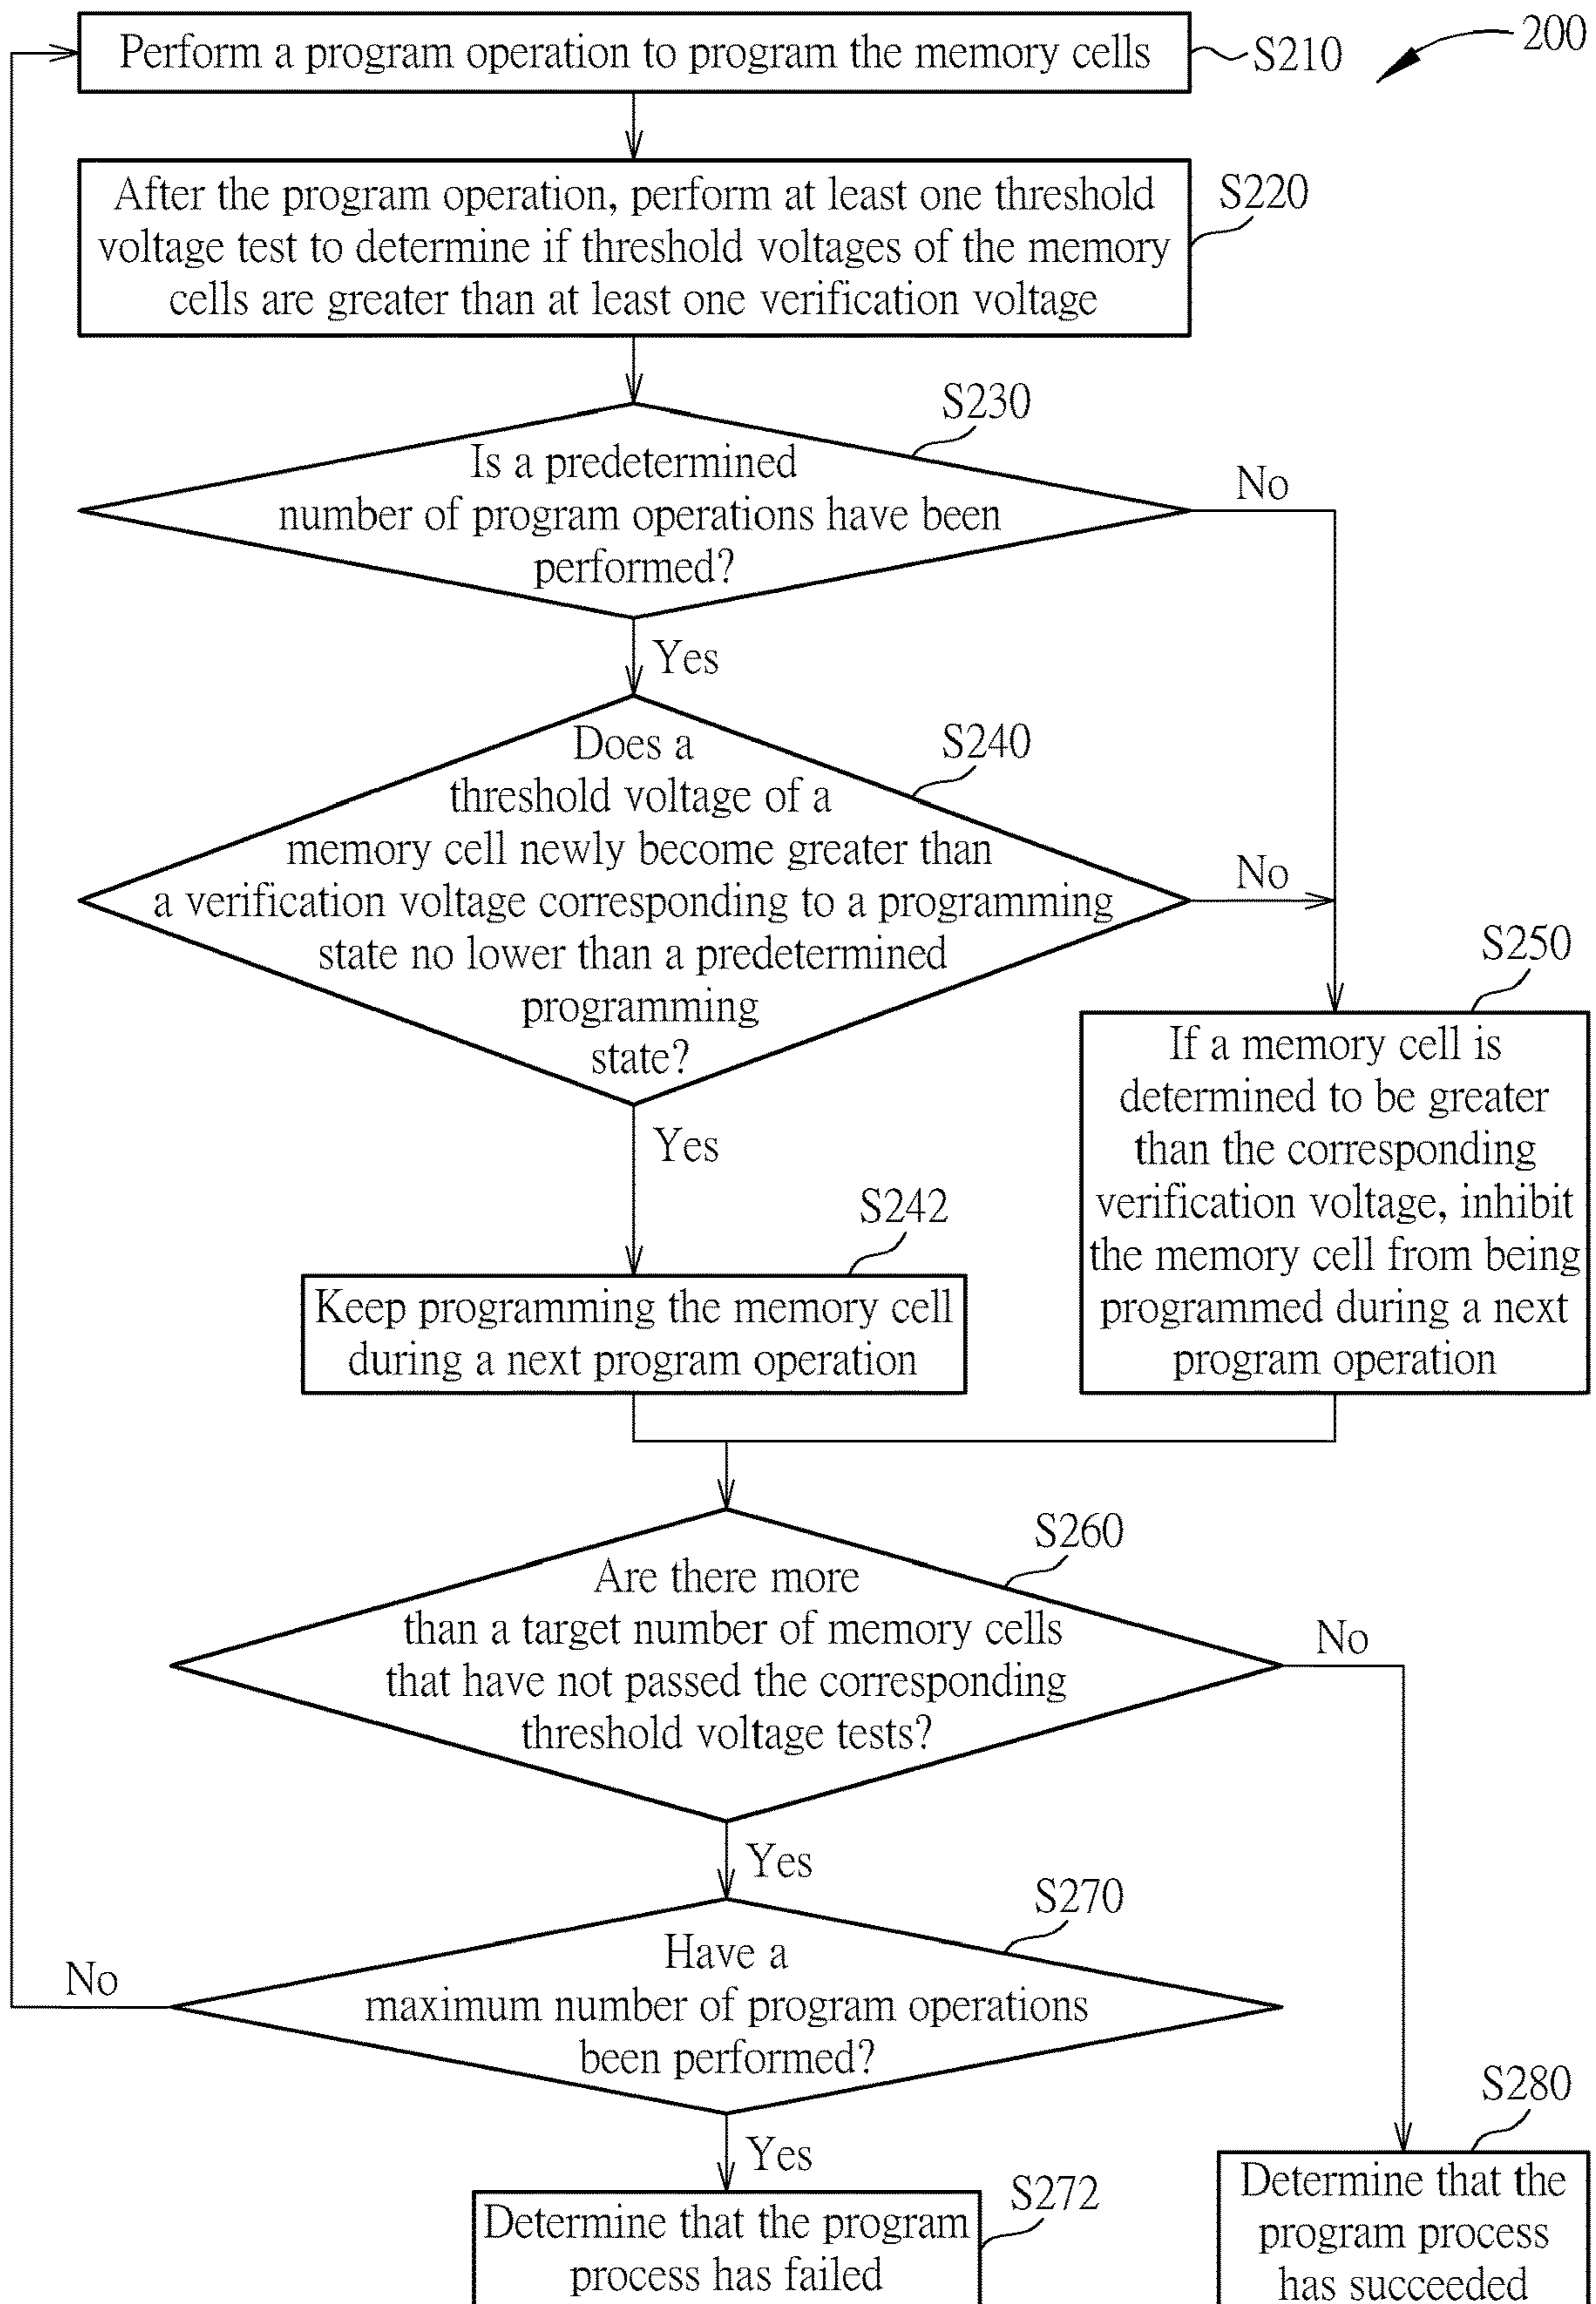 200
Perform a program operation to program the memory cells
S210
After the program operation, perform at least one threshold
voltage test to determine if threshold voltages of the memory
cells are greater than at least one verification voltage
S220
S230
Is a predetermined
number of program operations have been
performed?
No
Yes
S240
Does a
threshold voltage of a
memory cell newly become greater than
a verification voltage corresponding to a programming
state no lower than a predetermined
programming
state?
No
Yes
S250
If a memory cell is
determined to be greater
than the corresponding
verification voltage, inhibit
the memory cell from being
programmed during a next
program operation
S242
Keep programming the memory cell
during a next program operation
S260
Are there more
than a target number of memory cells
that have not passed the corresponding
threshold voltage tests?
No
Yes
S270
Have a
maximum number of program operations
been performed?
No
Yes
S272
Determine that the program
process has failed
S280
Determine that the
program process
has succeeded